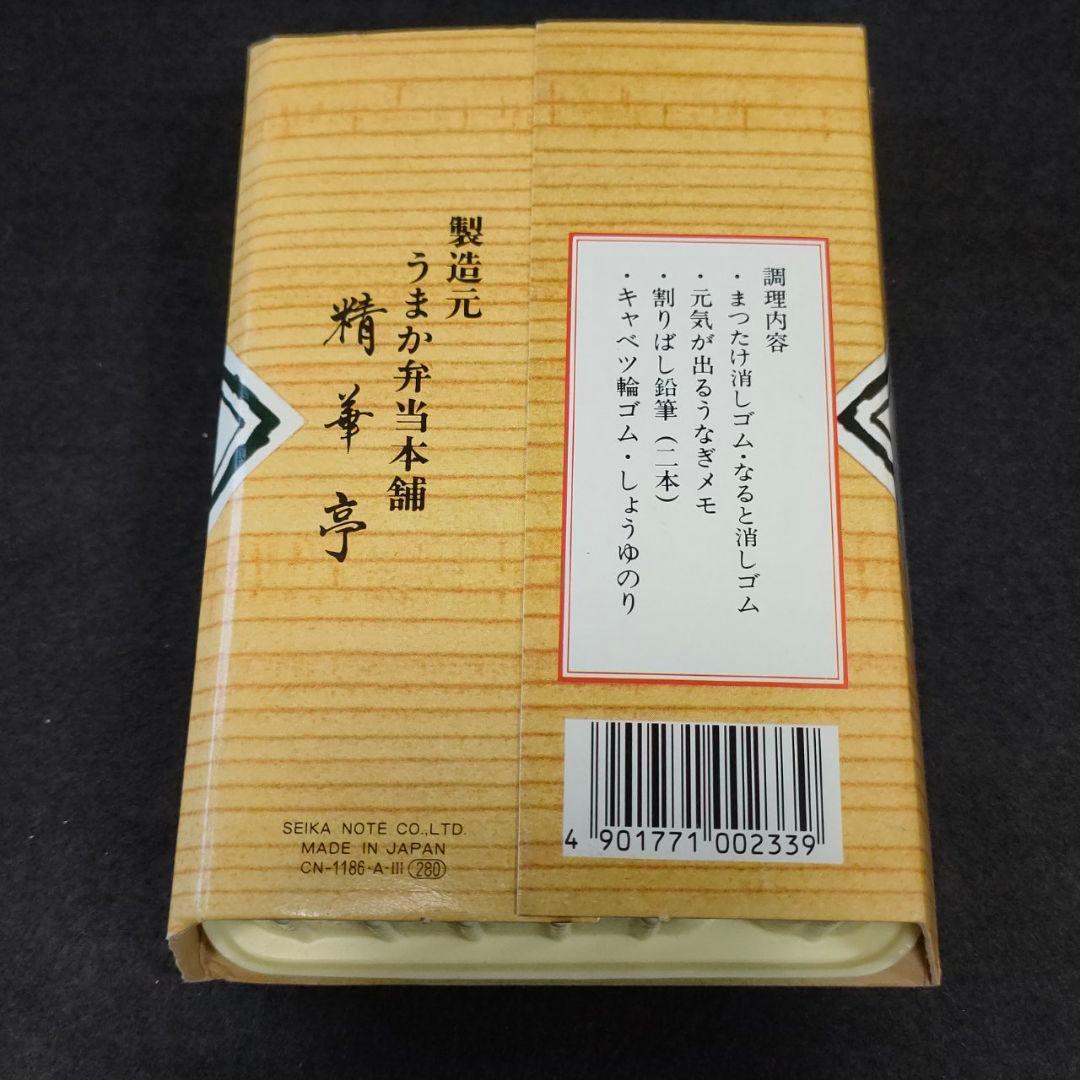 調理内容
・まつたけ消しゴム・なると消しゴム
・元気が出るうなぎメモ
・割りばし鉛筆（二本）
・キャベツ輪ゴム・しょうゆのり
製造元
うまか弁当本舗
精華亭
SEIKA NOTE CO.,LTD.
MADE IN JAPAN
CN-1186-A-III 280
4 901771 002339